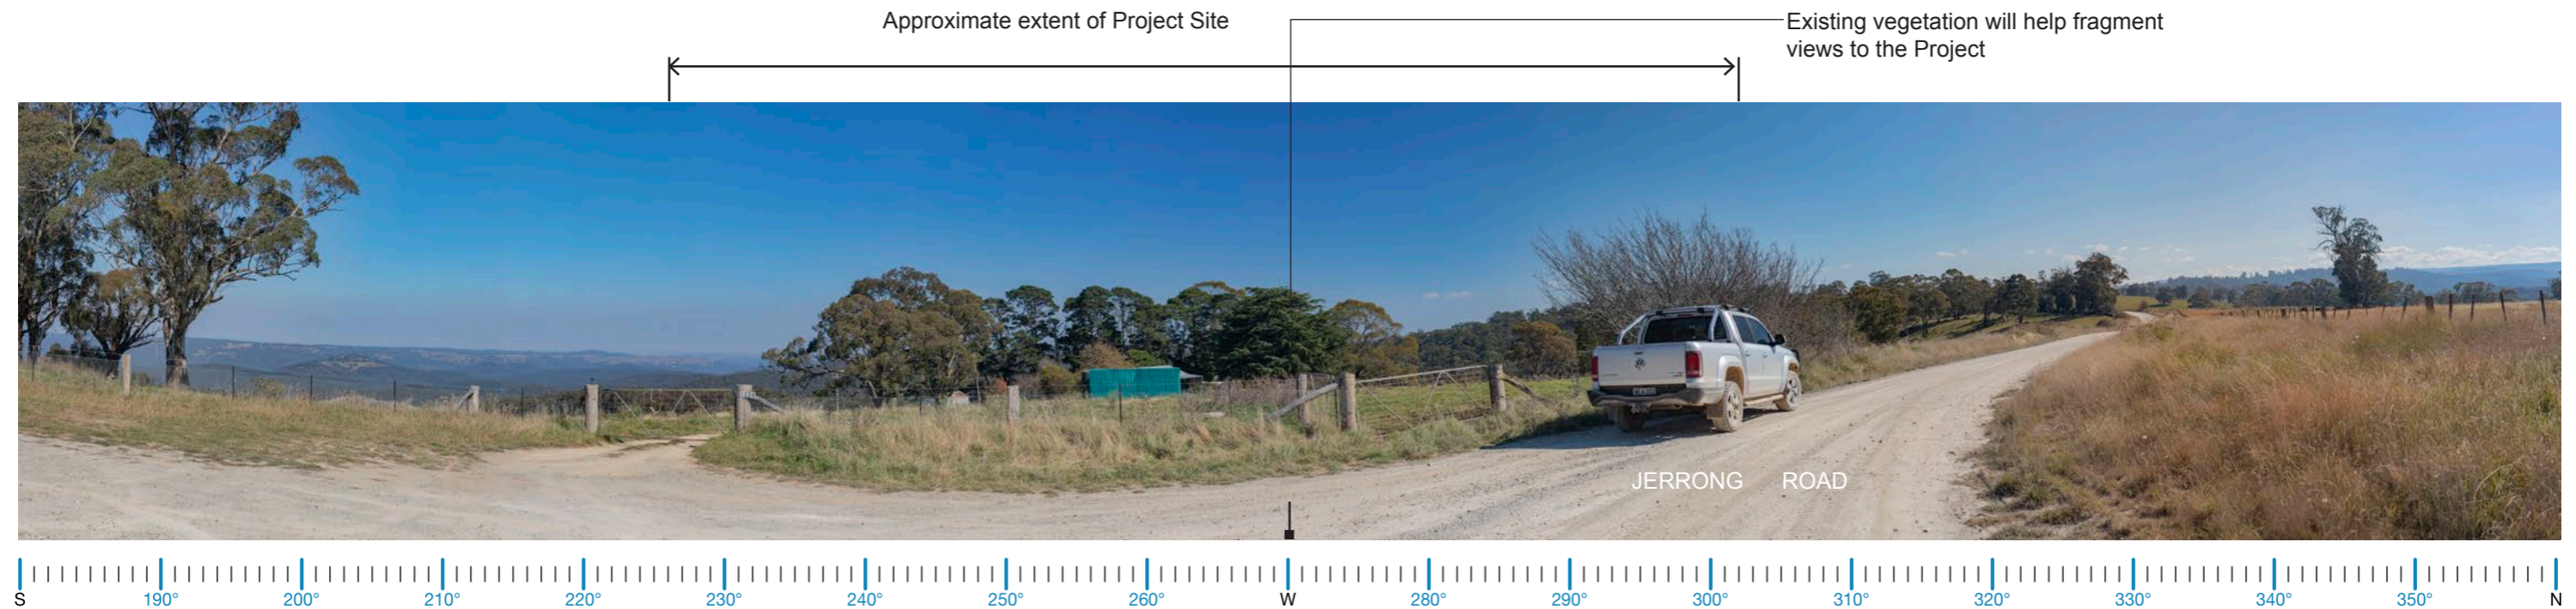 Approximate extent of Project Site
Existing vegetation will help fragment
views to the Project
JERRONG ROAD
S 190° 200° 210° 220° 230° 240° 250° 260° W 280° 290° 300° 310° 320° 330° 340° 350° N